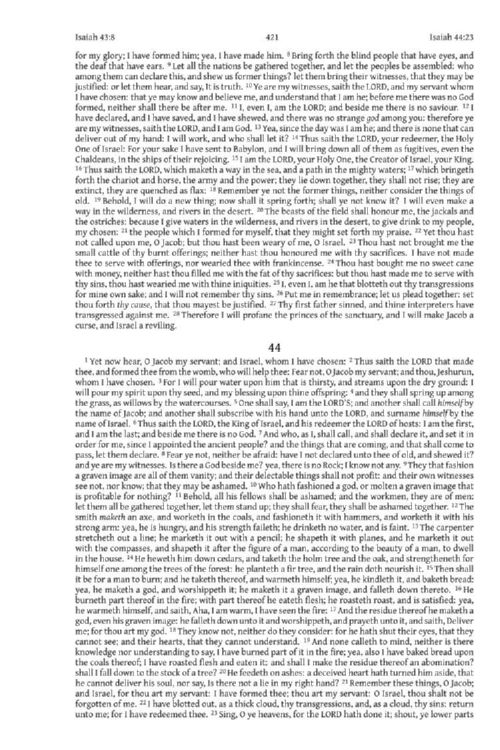 Isaiah 43:8 421 Isaiah 44:23
for my glory; I have formed him; yea, I have made him. 8 Bring forth the blind people that have eyes, and
the deaf that have ears. 9 Let all the nations be gathered together, and let the peoples be assembled: who
among them can declare this, and shew us former things? let them bring their witnesses, that they may be
justified: or let them hear, and say, It is truth. 10 Ye are my witnesses, saith the LORD, and my servant whom
I have chosen: that ye may know and believe me, and understand that I am he; before me there was no God
formed, neither shall there be after me. 11 I, even I, am the LORD; and beside me there is no saviour. 12 I
have declared, and I have saved, and I have shewed, and there was no strange god among you: therefore ye
are my witnesses, saith the LORD, and I am God. 13 Yea, since the day was I am he; and there is none that can
deliver out of my hand: I will work, and who shall let it? 14 Thus saith the LORD, your redeemer, the Holy
One of Israel: For your sake I have sent to Babylon, and I will bring down all of them as fugitives, even the
Chaldeans, in the ships of their rejoicing. 15 I am the LORD, your Holy One, the Creator of Israel, your King.
16 Thus saith the LORD, which maketh a way in the sea, and a path in the mighty waters; 17 which bringeth
forth the chariot and horse, the army and the power; they lie down together, they shall not rise; they are
extinct, they are quenched as flax: 18 Remember ye not the former things, neither consider the things of
old. 19 Behold, I will do a new thing; now shall it spring forth; shall ye not know it? I will even make a
way in the wilderness, and rivers in the desert. 20 The beasts of the field shall honour me, the jackals and
the ostriches: because I give waters in the wilderness, and rivers in the desert, to give drink to my people,
my chosen: 21 the people which I formed for myself, that they might set forth my praise. 22 Yet thou hast
not called upon me, O Jacob; but thou hast been weary of me, O Israel. 23 Thou hast not brought me the
small cattle of thy burnt offerings; neither hast thou honoured me with thy sacrifices. I have not made
thee to serve with offerings, nor wearied thee with frankincense. 24 Thou hast bought me no sweet cane
with money, neither hast thou filled me with the fat of thy sacrifices: but thou hast made me to serve with
thy sins, thou hast wearied me with thine iniquities. 25 I, even I, am he that blotteth out thy transgressions
for mine own sake; and I will not remember thy sins. 26 Put me in remembrance; let us plead together: set
thou forth thy cause, that thou mayest be justified. 27 Thy first father sinned, and thine interpreters have
transgressed against me. 28 Therefore I will profane the princes of the sanctuary, and I will make Jacob a
curse, and Israel a reviling.
44
1 Yet now hear, O Jacob my servant; and Israel, whom I have chosen: 2 Thus saith the LORD that made
thee, and formed thee from the womb, who will help thee: Fear not, O Jacob my servant; and thou, Jeshurun,
whom I have chosen. 3 For I will pour water upon him that is thirsty, and streams upon the dry ground: I
will pour my spirit upon thy seed, and my blessing upon thine offspring: 4 and they shall spring up among
the grass, as willows by the watercourses. 5 One shall say, I am the LORD'S; and another shall call himself by
the name of Jacob; and another shall subscribe with his hand unto the LORD, and surname himself by the
name of Israel. 6 Thus saith the LORD, the King of Israel, and his redeemer the LORD of hosts: I am the first,
and I am the last; and beside me there is no God. 7 And who, as I, shall call, and shall declare it, and set it in
order for me, since I appointed the ancient people? and the things that are coming, and that shall come to
pass, let them declare. 8 Fear ye not, neither be afraid: have I not declared unto thee of old, and shewed it?
and ye are my witnesses. Is there a God beside me? yea, there is no Rock; I know not any. 9 They that fashion
a graven image are all of them vanity; and their delectable things shall not profit: and their own witnesses
see not, nor know; that they may be ashamed. 10 Who hath fashioned a god, or molten a graven image that
is profitable for nothing? 11 Behold, all his fellows shall be ashamed; and the workmen, they are of men:
let them all be gathered together, let them stand up; they shall fear, they shall be ashamed together. 12 The
smith maketh an axe, and worketh in the coals, and fashioneth it with hammers, and worketh it with his
strong arm: yea, he is hungry, and his strength faileth; he drinketh no water, and is faint. 13 The carpenter
stretcheth out a line; he marketh it out with a pencil; he shapeth it with planes, and he marketh it out
with the compasses, and shapeth it after the figure of a man, according to the beauty of a man, to dwell
in the house. 14 He heweth him down cedars, and taketh the holm tree and the oak, and strengtheneth for
himself one among the trees of the forest: he planteth a fir tree, and the rain doth nourish it. 15 Then shall
it be for a man to burn; and he taketh thereof, and warmeth himself; yea, he kindleth it, and baketh bread:
yea, he maketh a god, and worshippeth it; he maketh it a graven image, and falleth down thereto. 16 He
burneth part thereof in the fire; with part thereof he eateth flesh; he roasteth roast, and is satisfied: yea,
he warmeth himself, and saith, Aha, I am warm, I have seen the fire: 17 And the residue thereof he maketh a
god, even his graven image: he falleth down unto it and worshippeth, and prayeth unto it, and saith, Deliver
me; for thou art my god. 18 They know not, neither do they consider: for he hath shut their eyes, that they
cannot see; and their hearts, that they cannot understand. 19 And none calleth to mind, neither is there
knowledge nor understanding to say, I have burned part of it in the fire; yea, also I have baked bread upon
the coals thereof; I have roasted flesh and eaten it: and shall I make the residue thereof an abomination?
shall I fall down to the stock of a tree? 20 He feedeth on ashes: a deceived heart hath turned him aside, that
he cannot deliver his soul, nor say, Is there not a lie in my right hand? 21 Remember these things, O Jacob;
and Israel, for thou art my servant: I have formed thee; thou art my servant: O Israel, thou shalt not be
forgotten of me. 22 I have blotted out, as a thick cloud, thy transgressions, and, as a cloud, thy sins: return
unto me; for I have redeemed thee. 23 Sing, O ye heavens, for the LORD hath done it; shout, ye lower parts